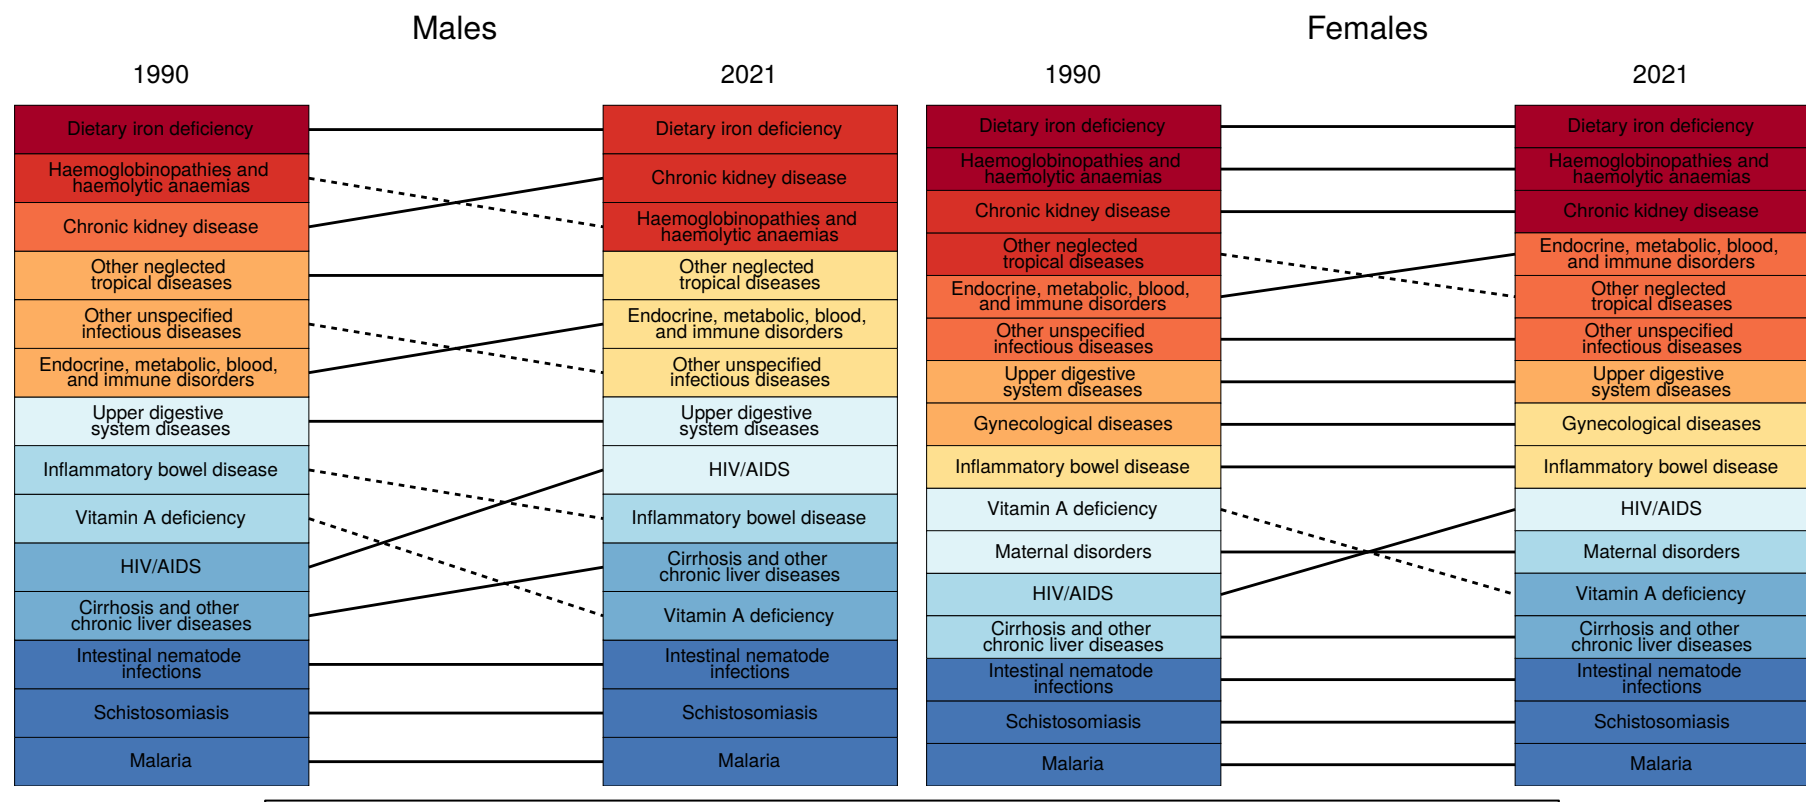 Males
Females
1990
2021
1990
2021
Dietary iron deficiency
Haemoglobinopathies and
haemolytic anaemias
Chronic kidney disease
Other neglected
tropical diseases
Other unspecified
infectious diseases
Endocrine, metabolic, blood,
and immune disorders
Upper digestive
system diseases
Inflammatory bowel disease
Vitamin A deficiency
HIV/AIDS
Cirrhosis and other
chronic liver diseases
Intestinal nematode
infections
Schistosomiasis
Malaria
Dietary iron deficiency
Chronic kidney disease
Haemoglobinopathies and
haemolytic anaemias
Other neglected
tropical diseases
Endocrine, metabolic, blood,
and immune disorders
Other unspecified
infectious diseases
Upper digestive
system diseases
HIV/AIDS
Inflammatory bowel disease
Cirrhosis and other
chronic liver diseases
Vitamin A deficiency
Intestinal nematode
infections
Schistosomiasis
Malaria
Dietary iron deficiency
Haemoglobinopathies and
haemolytic anaemias
Chronic kidney disease
Other neglected
tropical diseases
Endocrine, metabolic, blood,
and immune disorders
Other unspecified
infectious diseases
Upper digestive
system diseases
Gynecological diseases
Inflammatory bowel disease
Vitamin A deficiency
Maternal disorders
HIV/AIDS
Cirrhosis and other
chronic liver diseases
Intestinal nematode
infections
Schistosomiasis
Malaria
Dietary iron deficiency
Haemoglobinopathies and
haemolytic anaemias
Chronic kidney disease
Endocrine, metabolic, blood,
and immune disorders
Other neglected
tropical diseases
Other unspecified
infectious diseases
Upper digestive
system diseases
Gynecological diseases
Inflammatory bowel disease
HIV/AIDS
Maternal disorders
Vitamin A deficiency
Cirrhosis and other
chronic liver diseases
Intestinal nematode
infections
Schistosomiasis
Malaria